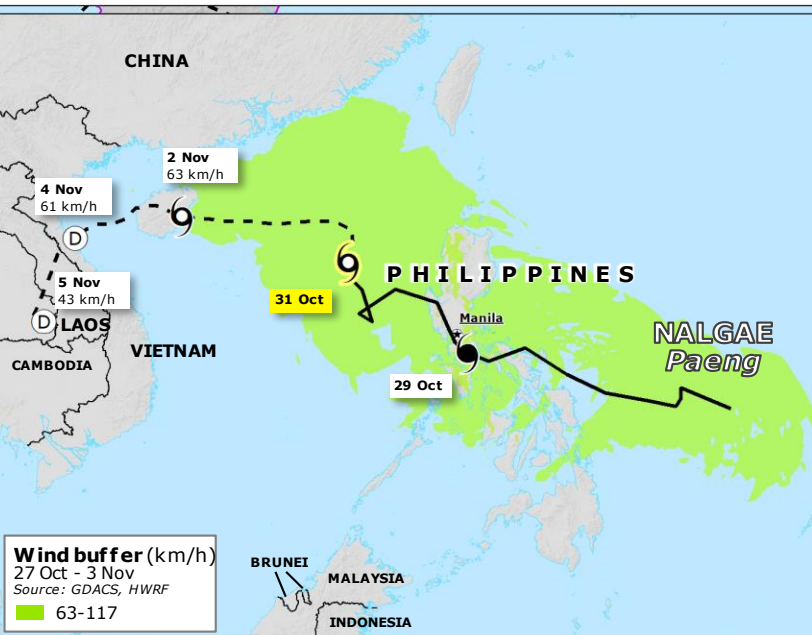 CHINA
2 Nov
63 km/h
4 Nov
61 km/h
D
5 Nov
43 km/h
D
LAOS
CAMBODIA
VIETNAM
31 Oct
PHILIPPINES
Manila
29 Oct
NALGAE
Paeng
BRUNEI
MALAYSIA
INDONESIA
Wind buffer (km/h)
27 Oct - 3 Nov
Source: GDACS, HWRF
63-117